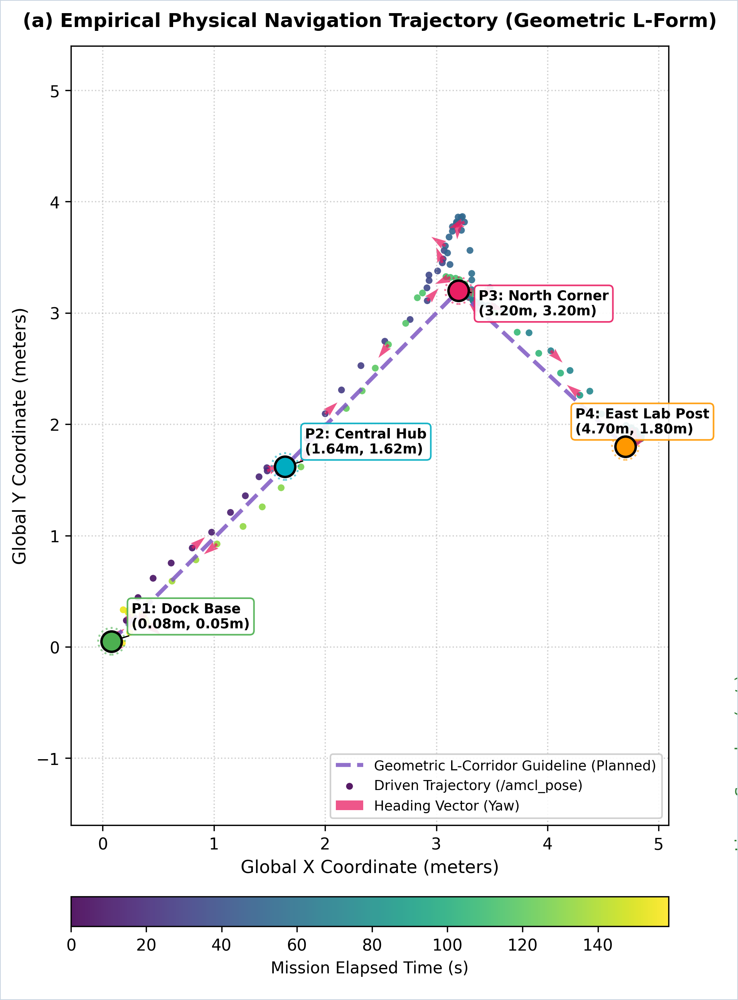 (a) Empirical Physical Navigation Trajectory (Geometric L-Form)
Global Y Coordinate (meters)
5
4
3
2
1
0
−1
P3: North Corner
(3.20m, 3.20m)
P4: East Lab Post
(4.70m, 1.80m)
P2: Central Hub
(1.64m, 1.62m)
P1: Dock Base
(0.08m, 0.05m)
Geometric L-Corridor Guideline (Planned)
Driven Trajectory (/amcl_pose)
Heading Vector (Yaw)
0 1 2 3 4 5
Global X Coordinate (meters)
0 20 40 60 80 100 120 140
Mission Elapsed Time (s)